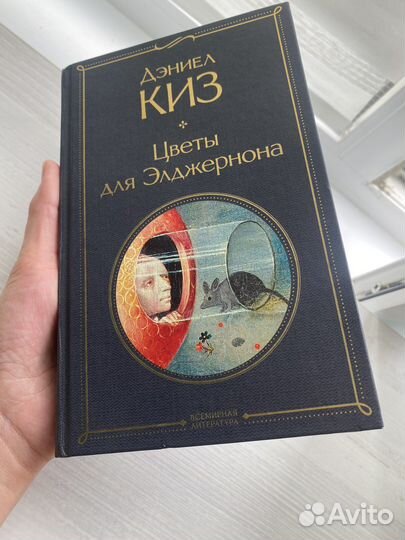 Дэниел
КИЗ
Цветы
для Элджернона
ВСЕМИРНАЯ
ЛИТЕРАТУРА
Avito